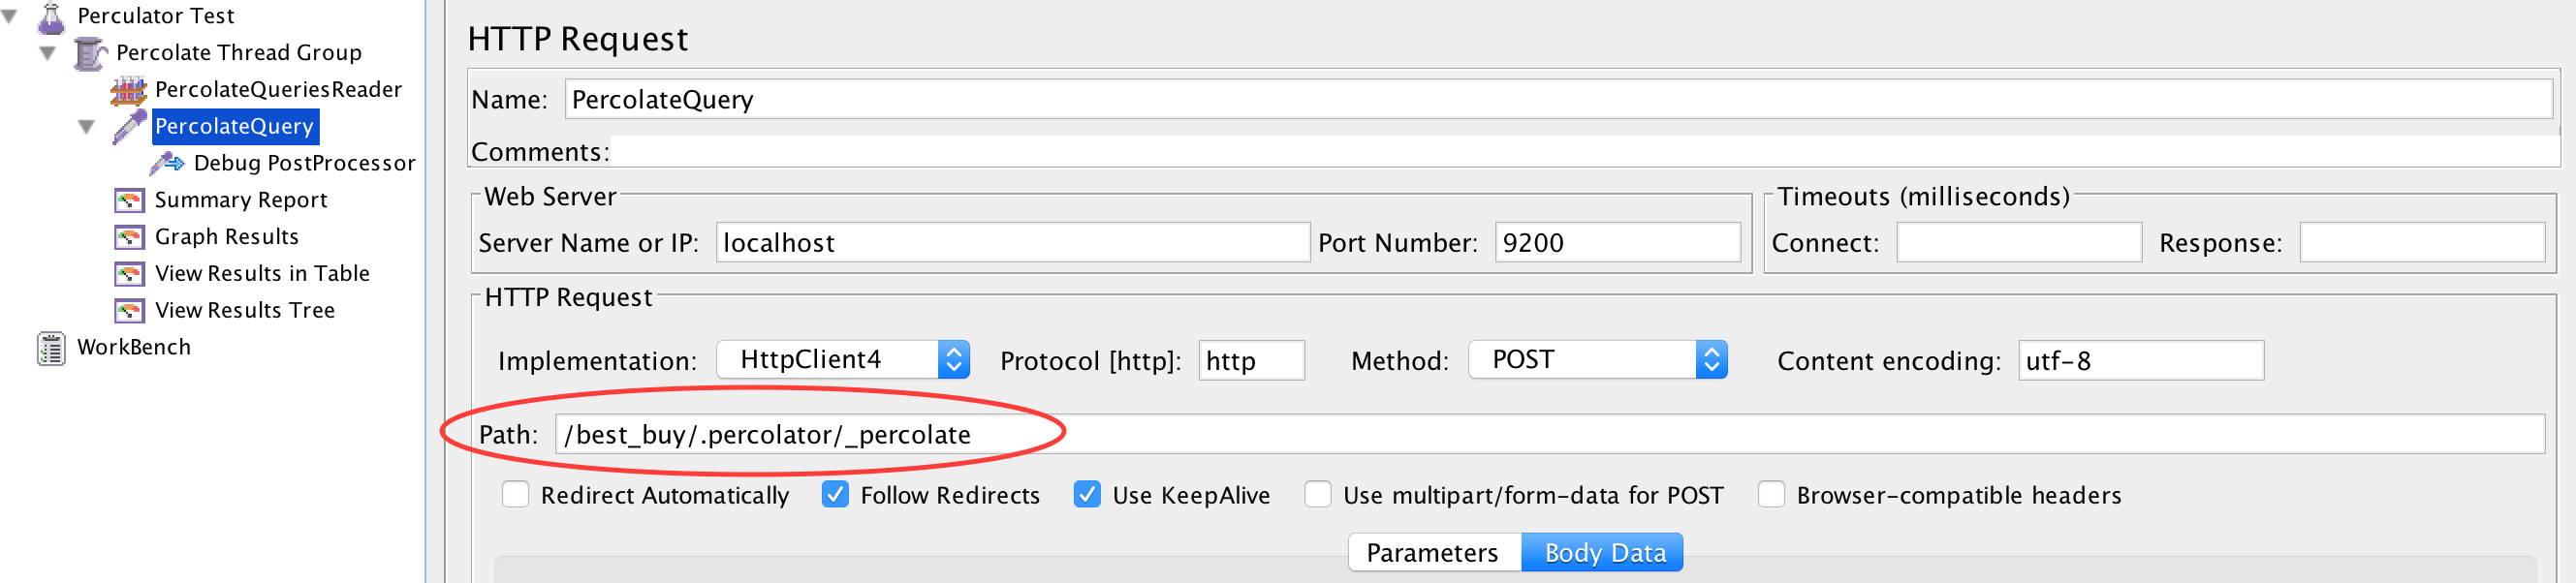 Perculator Test
Percolate Thread Group
PercolateQueriesReader
PercolateQuery
Debug PostProcessor
Summary Report
Graph Results
View Results in Table
View Results Tree
WorkBench
HTTP Request
Name: PercolateQuery
Comments:
Web Server
Server Name or IP: localhost Port Number: 9200
Timeouts (milliseconds)
Connect: Response:
HTTP Request
Implementation: HttpClient4 Protocol [http]: http Method: POST Content encoding: utf-8
Path: /best_buy/.percolator/_percolate
Redirect Automatically Follow Redirects Use KeepAlive Use multipart/form-data for POST Browser-compatible headers
Parameters Body Data